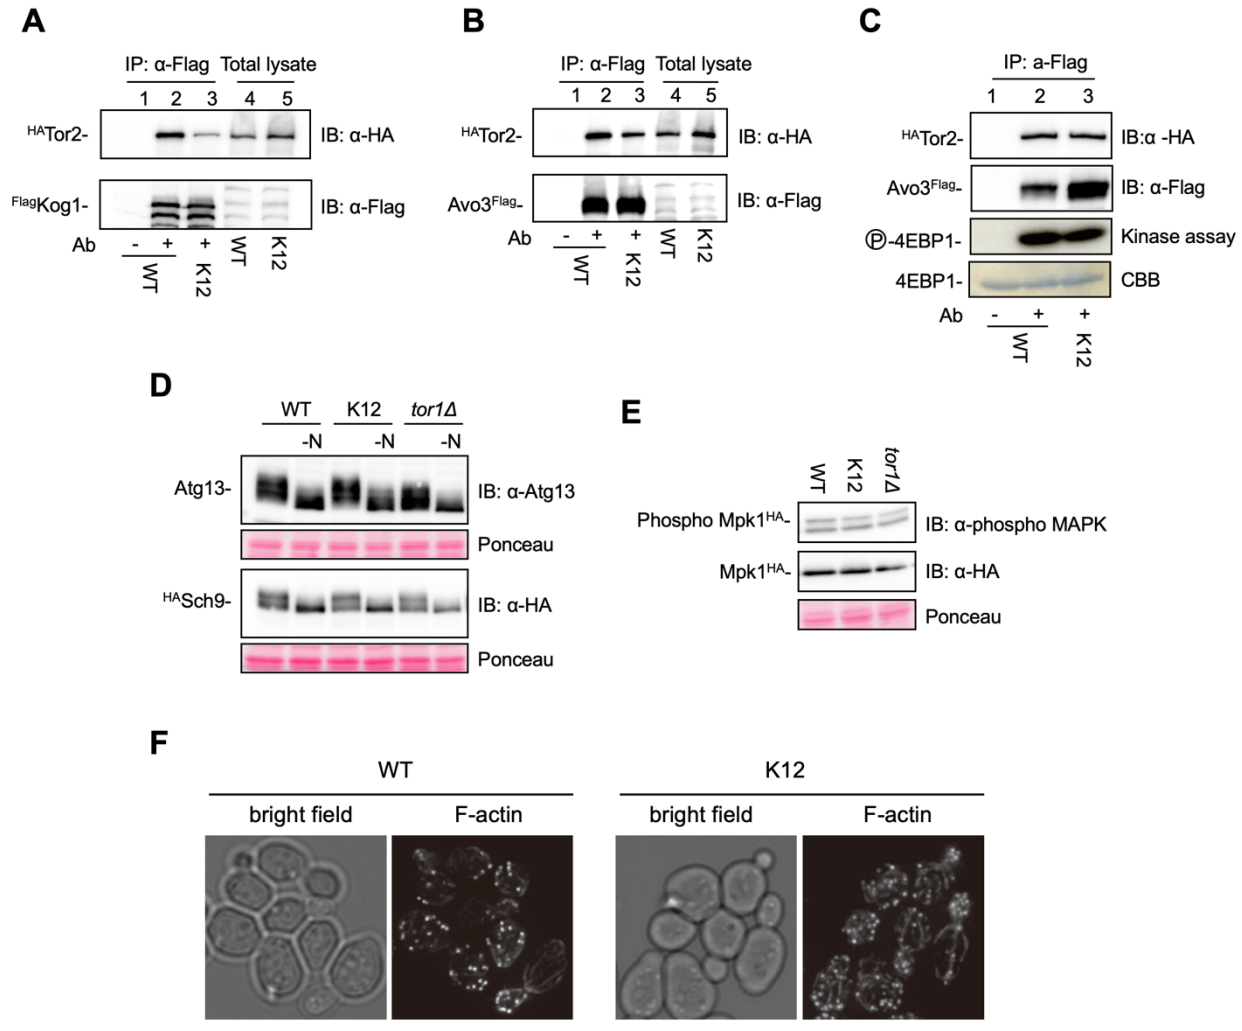 A
IP: α-Flag Total lysate
1 2 3 4 5
HATor2- IB: α-HA
FlagKog1- IB: α-Flag
Ab - + + WT K12
WT K12
B
IP: α-Flag Total lysate
1 2 3 4 5
HATor2- IB: α-HA
Avo3Flag- IB: α-Flag
Ab - + + WT K12
WT K12
C
IP: a-Flag
1 2 3
HATor2- IB:α -HA
Avo3Flag- IB: α-Flag
Ⓟ-4EBP1- Kinase assay
4EBP1- CBB
Ab - + +
WT K12
D
WT K12 tor1Δ
-N -N -N
Atg13- IB: α-Atg13
Ponceau
HASch9- IB: α-HA
Ponceau
E
WT K12 tor1Δ
Phospho Mpk1HA- IB: α-phospho MAPK
Mpk1HA- IB: α-HA
Ponceau
F
WT K12
bright field F-actin bright field F-actin